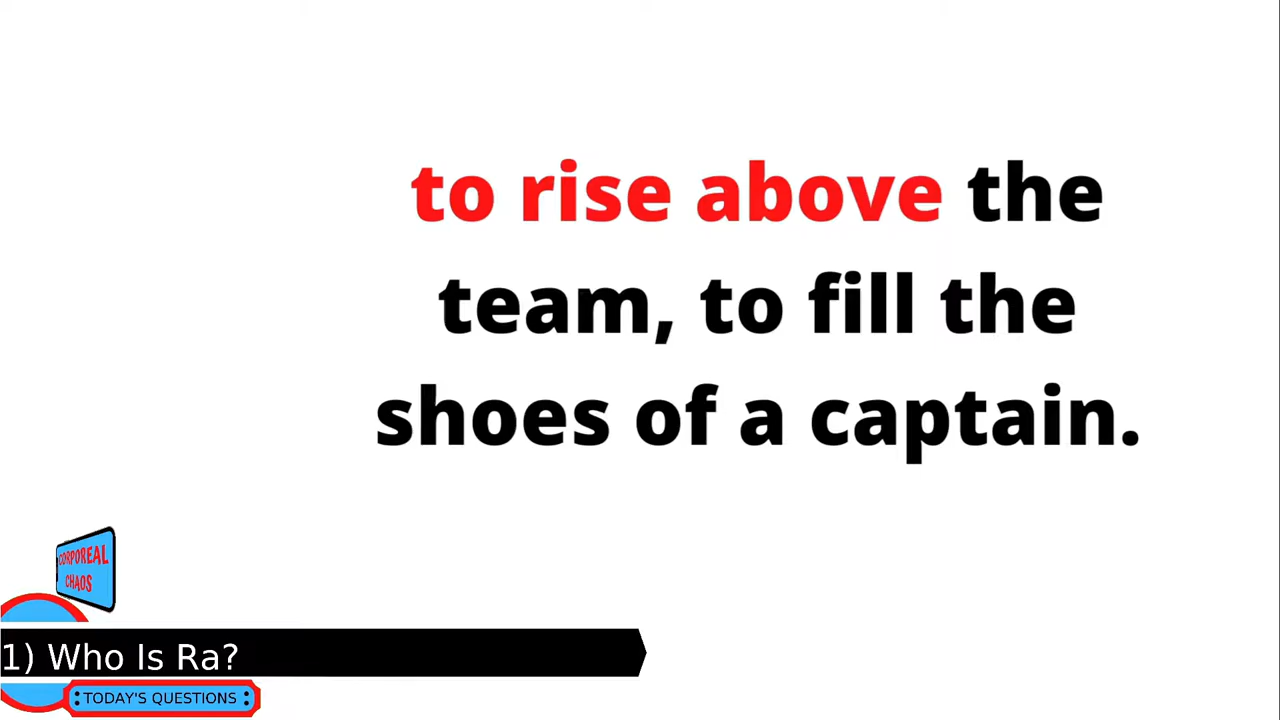 to rise above the
team, to fill the
shoes of a captain.
CORPOREAL
CHAOS
1) Who Is Ra?
TODAY'S QUESTIONS